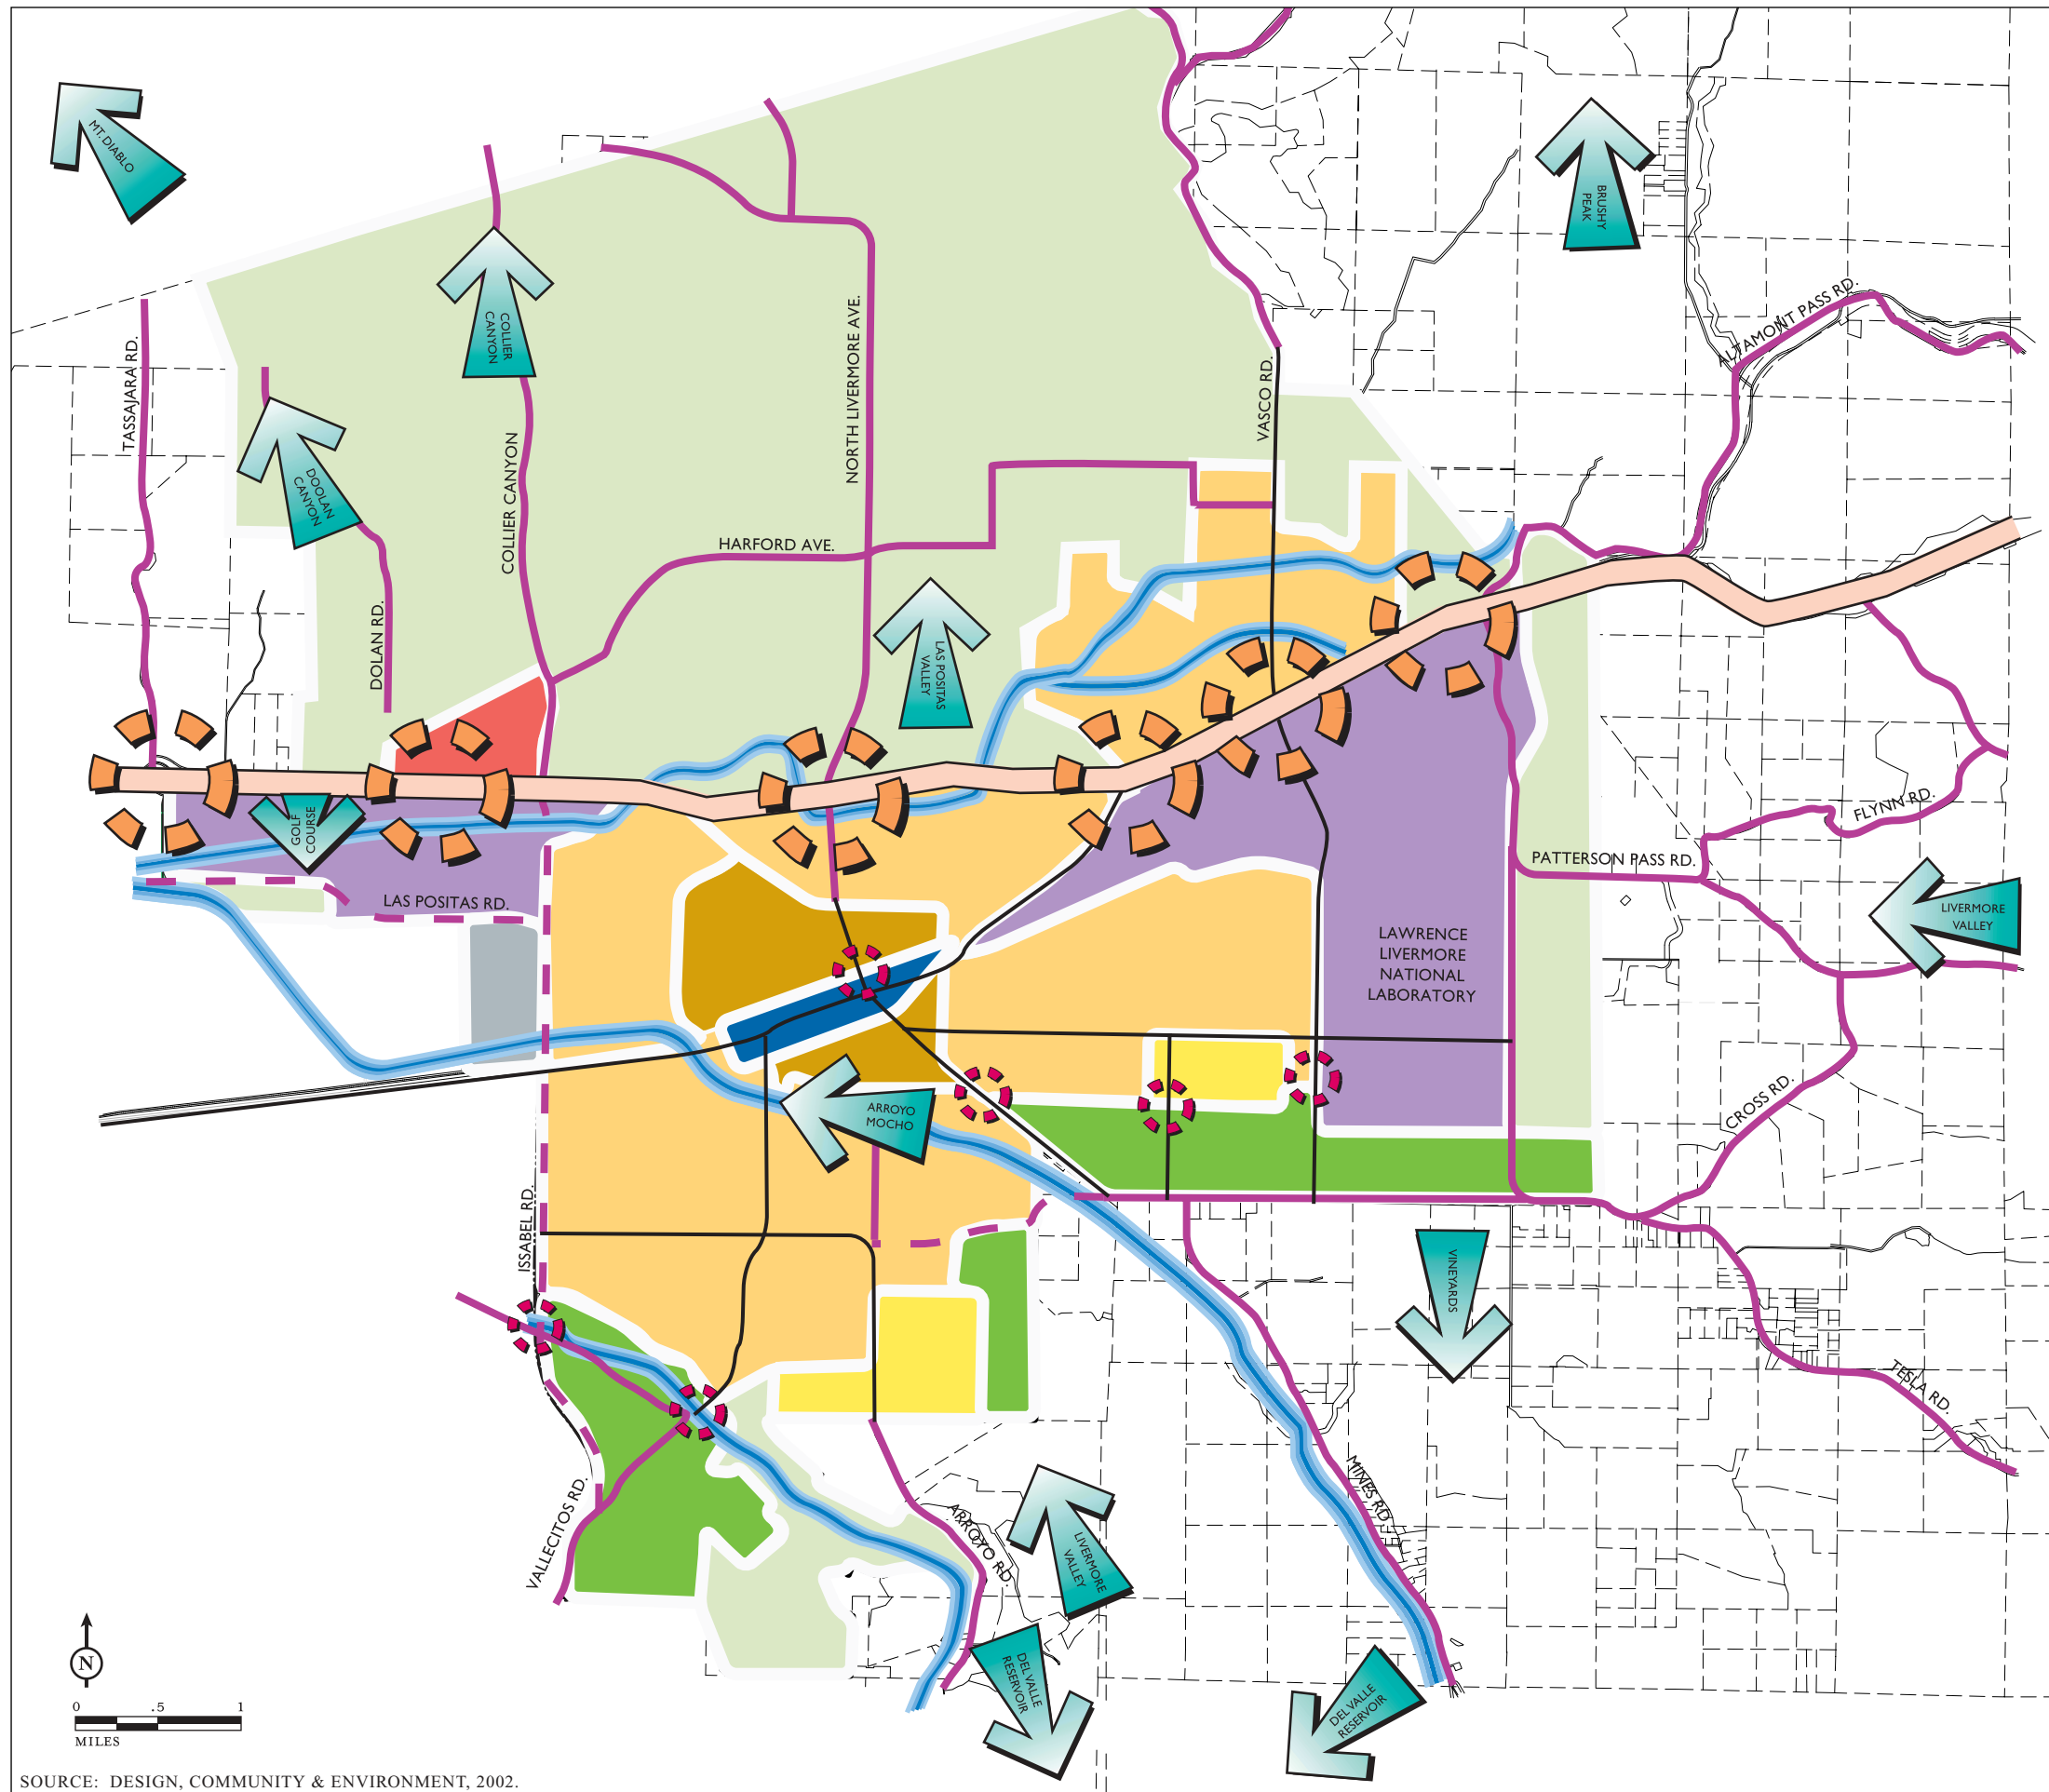 MT. DIABLO
BRUSHY
PEAK
COLLIER
CANYON
ALTAMONT PASS RD.
TASSAJARA RD.
NORTH LIVERMORE AVE.
VASCO RD.
DOOLAN
CANYON
COLLIER CANYON
HARFORD AVE.
DOLAN RD.
LAS POSITAS
VALLEY
GOLF
COURSE
FLYNN RD.
PATTERSON PASS RD.
LAS POSITAS RD.
LIVERMORE
VALLEY
LAWRENCE
LIVERMORE
NATIONAL
LABORATORY
ARROYO
MOCHO
CROSS RD.
ISSABEL RD.
VINEYARDS
TESLA RD.
MINES RD.
VALLECITOS RD.
ARROYO RD.
LIVERMORE
VALLEY
DEL VALLE
RESERVOIR
DEL VALLE
RESERVOIR
N
0 .5 1
MILES
SOURCE: DESIGN, COMMUNITY & ENVIRONMENT, 2002.